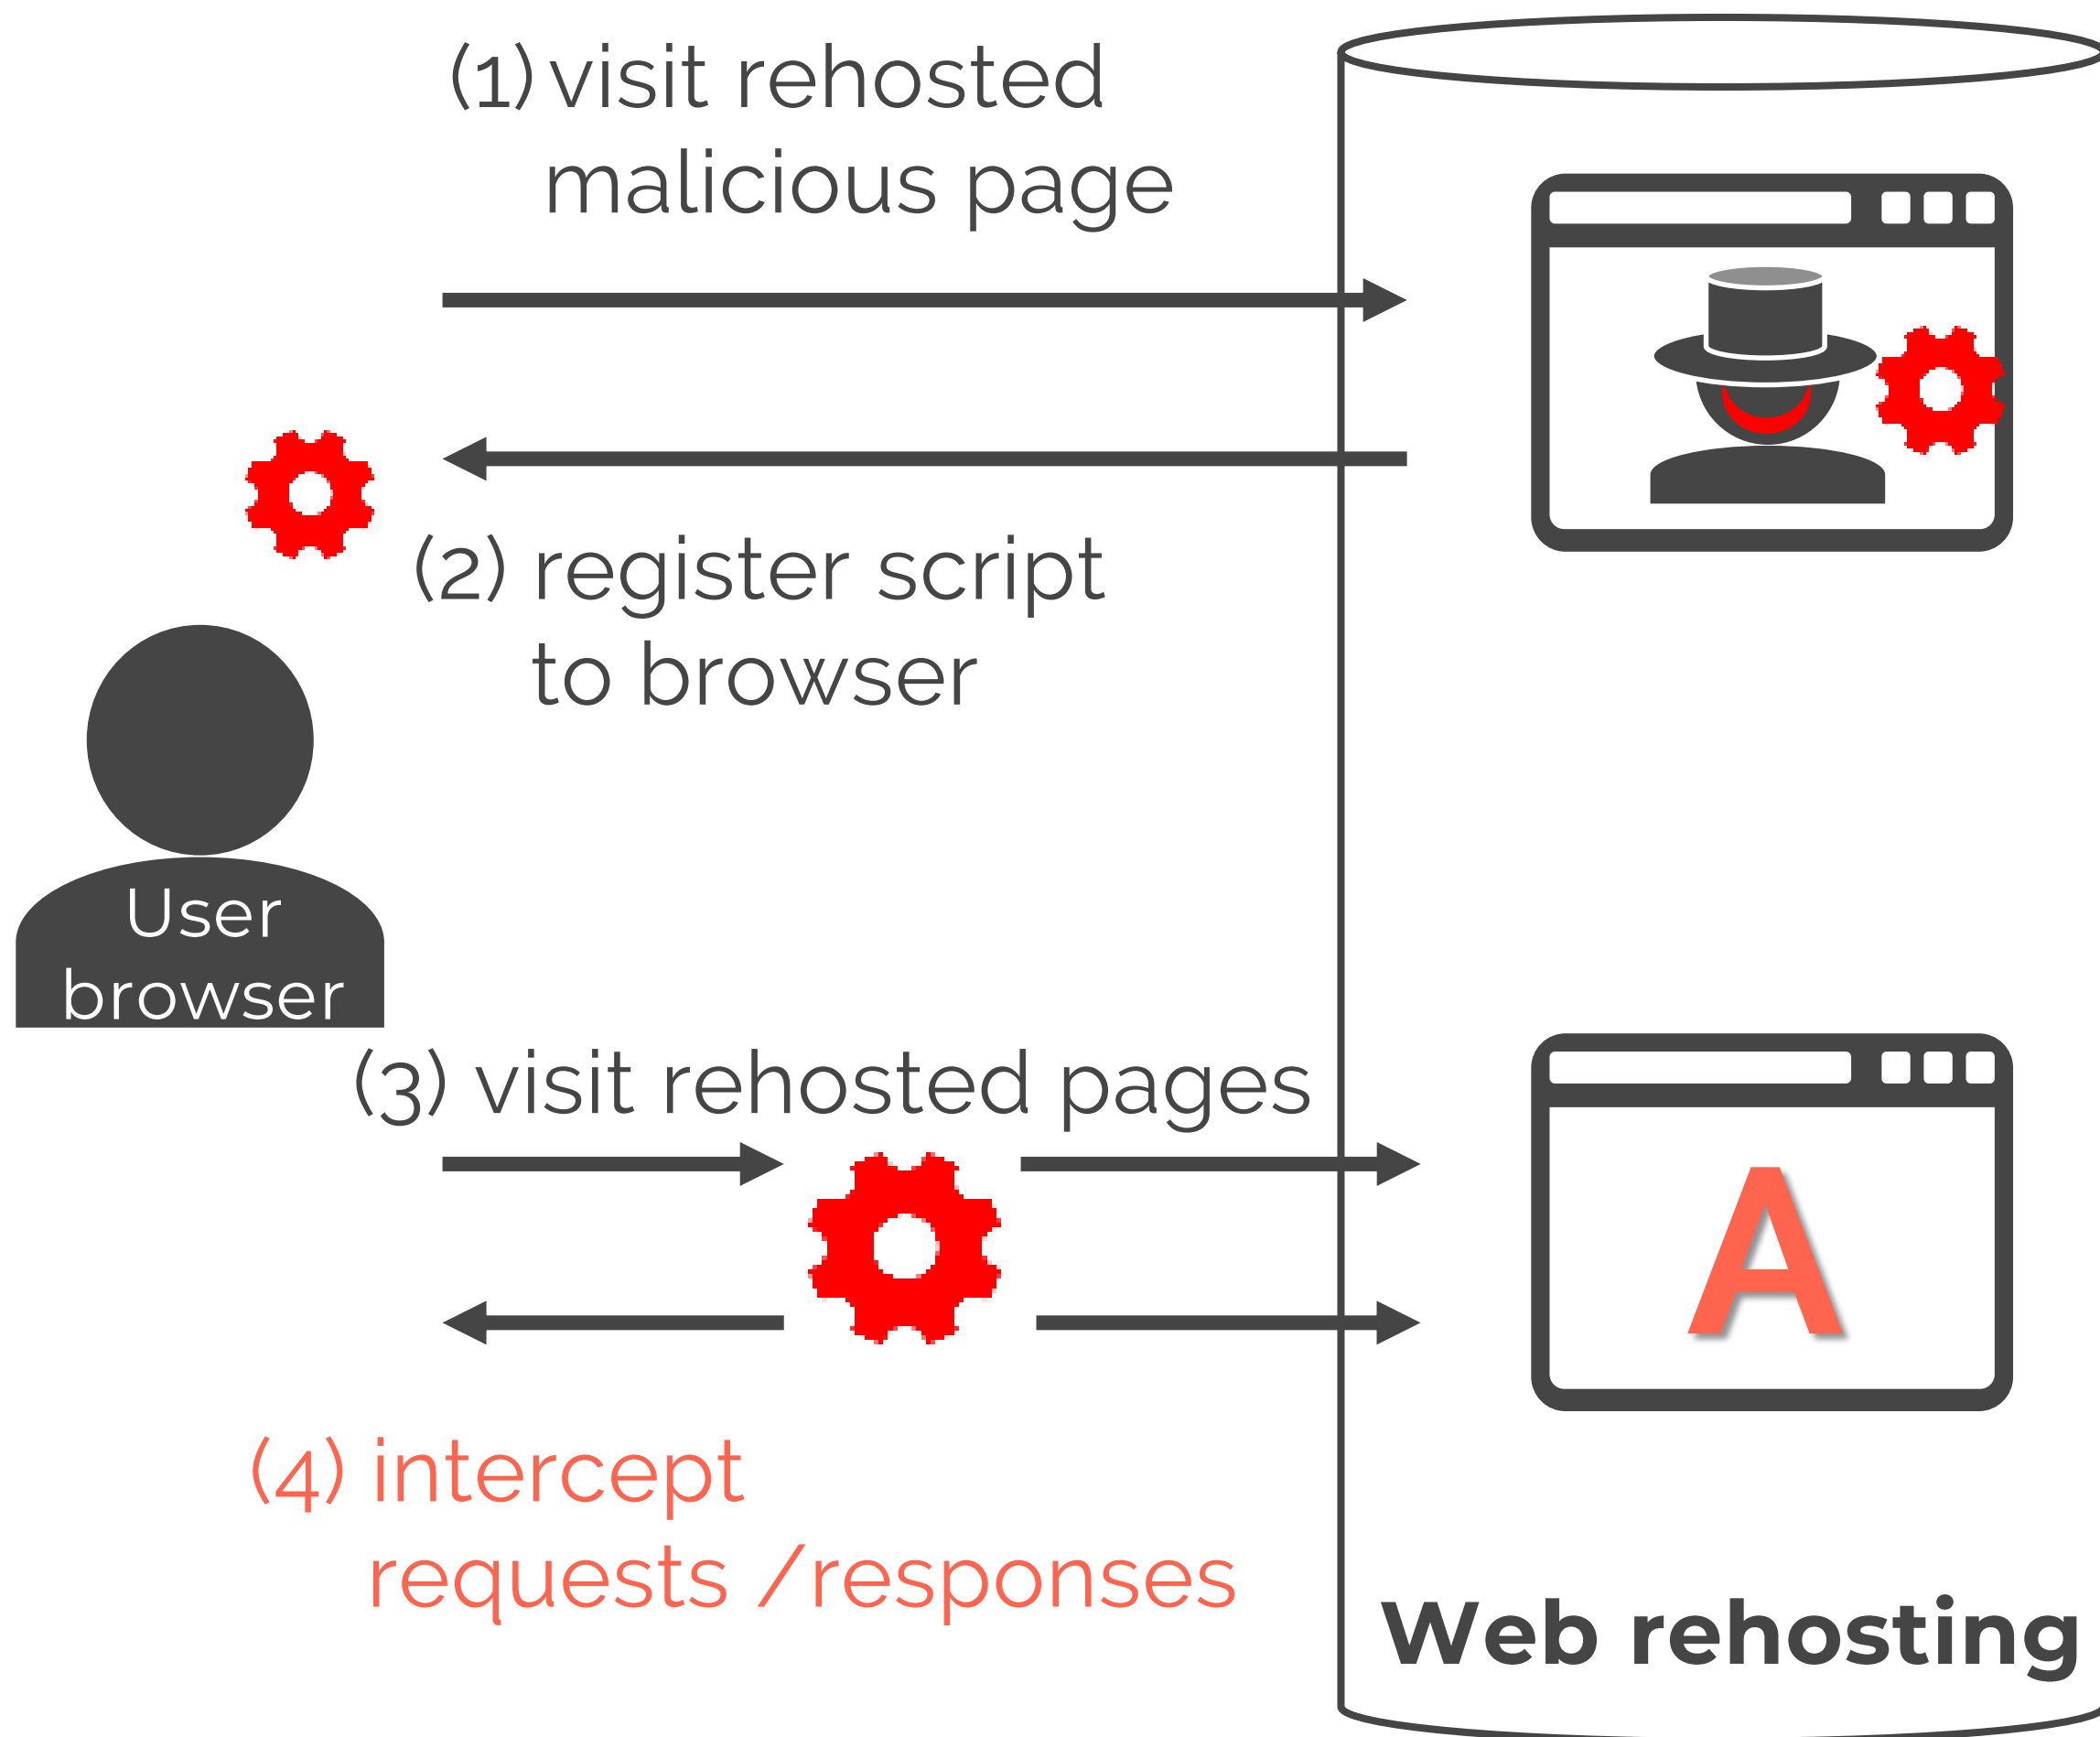 (1) visit rehosted
malicious page
(2) register script
to browser
User
browser
(3) visit rehosted pages
A
(4) intercept
requests /responses
Web rehosting